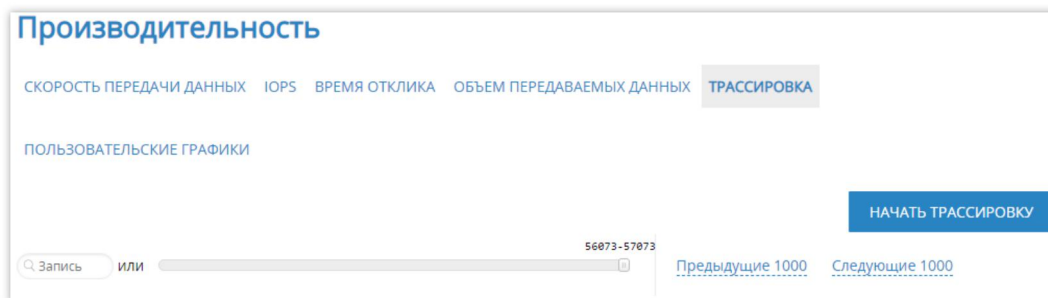 Производительность
СКОРОСТЬ ПЕРЕДАЧИ ДАННЫХ IOPS ВРЕМЯ ОТКЛИКА ОБЪЕМ ПЕРЕДАВАЕМЫХ ДАННЫХ ТРАССИРОВКА
ПОЛЬЗОВАТЕЛЬСКИЕ ГРАФИКИ
НАЧАТЬ ТРАССИРОВКУ
56073-57073
Запись ИЛИ Предыдущие 1000 Следующие 1000